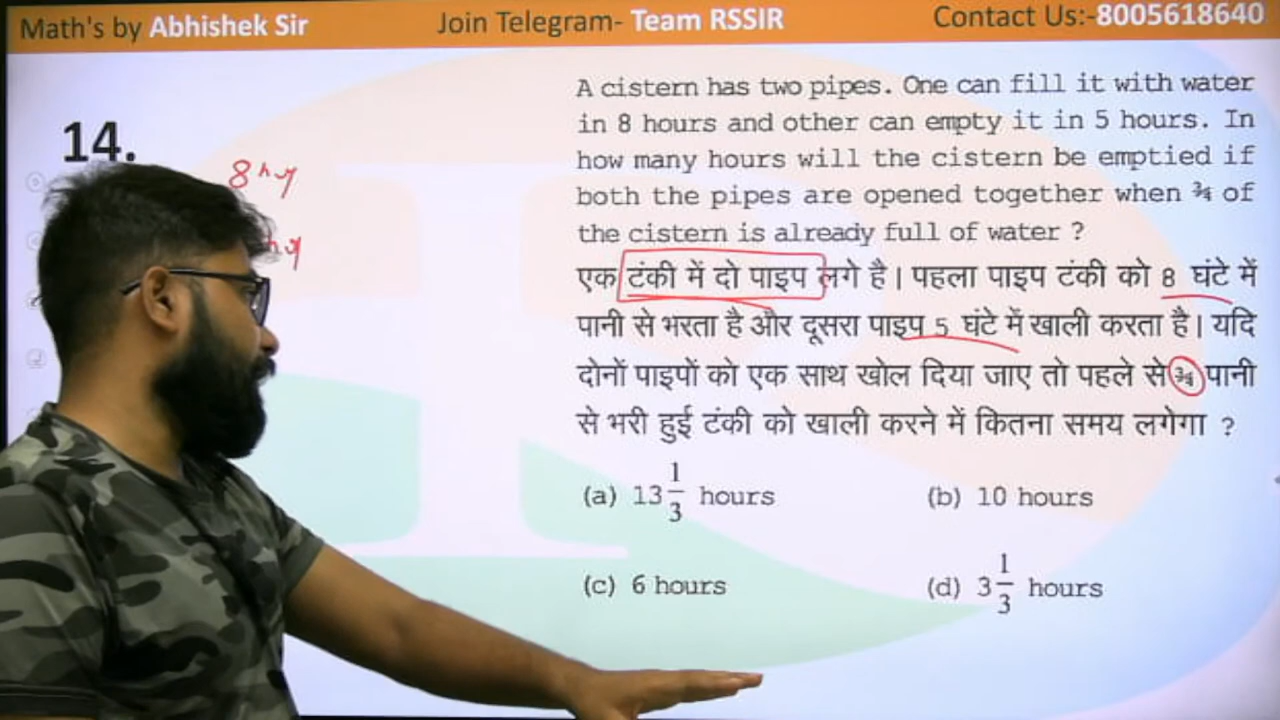 Math's by Abhishek Sir
Join Telegram- Team RSSIR
Contact Us:-8005618640
14.
8 hry
A cistern has two pipes. One can fill it with water
in 8 hours and other can empty it in 5 hours. In
how many hours will the cistern be emptied if
both the pipes are opened together when ¾ of
the cistern is already full of water ?
एक टंकी में दो पाइप लगे है। पहला पाइप टंकी को 8 घंटे में
पानी से भरता है और दूसरा पाइप 5 घंटे में खाली करता है। यदि
दोनों पाइपों को एक साथ खोल दिया जाए तो पहले से ¾ पानी
से भरी हुई टंकी को खाली करने में कितना समय लगेगा ?
(a) 13 1/3 hours
(b) 10 hours
(c) 6 hours
(d) 3 1/3 hours